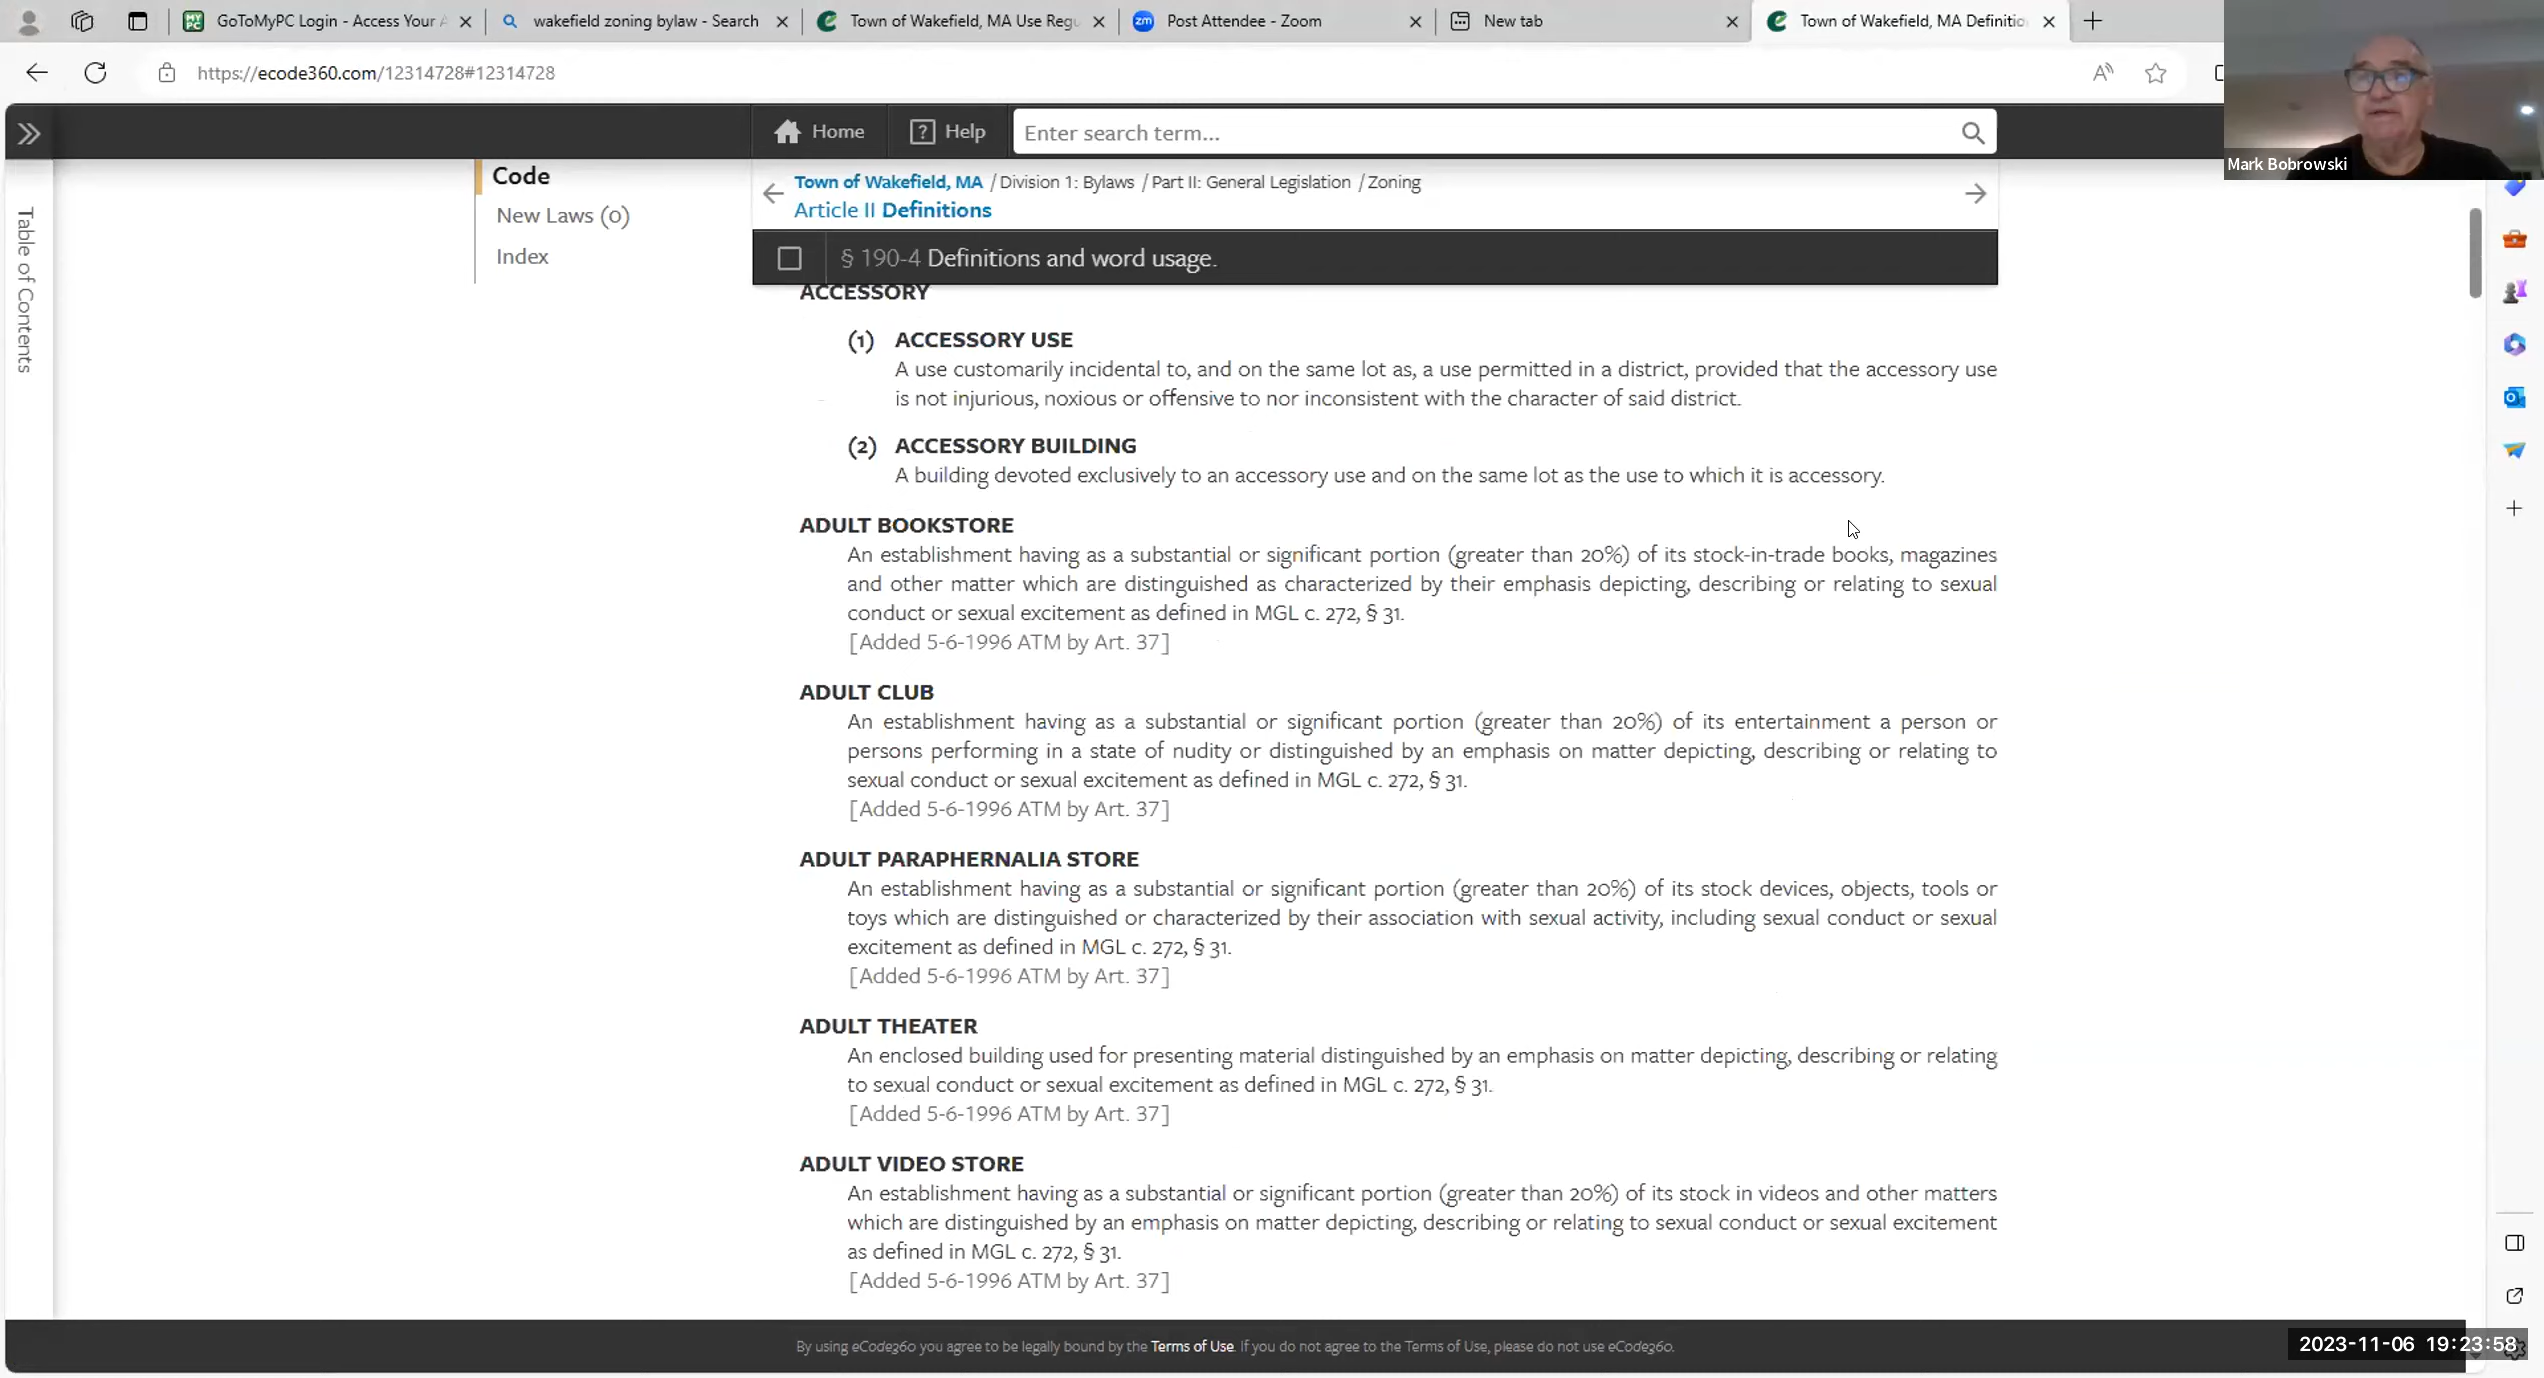 GoToMyPC Login - Access Your A
wakefield zoning bylaw - Search
Town of Wakefield, MA Use Regu
Post Attendee - Zoom
New tab
Town of Wakefield, MA Definitio
https://ecode360.com/12314728#12314728
Mark Bobrowski
Home
Help
Enter search term...
Table of Contents
Code
New Laws (0)
Index
Town of Wakefield, MA / Division 1: Bylaws / Part II: General Legislation / Zoning
Article II Definitions
§ 190-4 Definitions and word usage.
ACCESSORY
(1) ACCESSORY USE
A use customarily incidental to, and on the same lot as, a use permitted in a district, provided that the accessory use
is not injurious, noxious or offensive to nor inconsistent with the character of said district.
(2) ACCESSORY BUILDING
A building devoted exclusively to an accessory use and on the same lot as the use to which it is accessory.
ADULT BOOKSTORE
An establishment having as a substantial or significant portion (greater than 20%) of its stock-in-trade books, magazines
and other matter which are distinguished as characterized by their emphasis depicting, describing or relating to sexual
conduct or sexual excitement as defined in MGL c. 272, § 31.
[Added 5-6-1996 ATM by Art. 37]
ADULT CLUB
An establishment having as a substantial or significant portion (greater than 20%) of its entertainment a person or
persons performing in a state of nudity or distinguished by an emphasis on matter depicting, describing or relating to
sexual conduct or sexual excitement as defined in MGL c. 272, § 31.
[Added 5-6-1996 ATM by Art. 37]
ADULT PARAPHERNALIA STORE
An establishment having as a substantial or significant portion (greater than 20%) of its stock devices, objects, tools or
toys which are distinguished or characterized by their association with sexual activity, including sexual conduct or sexual
excitement as defined in MGL c. 272, § 31.
[Added 5-6-1996 ATM by Art. 37]
ADULT THEATER
An enclosed building used for presenting material distinguished by an emphasis on matter depicting, describing or relating
to sexual conduct or sexual excitement as defined in MGL c. 272, § 31.
[Added 5-6-1996 ATM by Art. 37]
ADULT VIDEO STORE
An establishment having as a substantial or significant portion (greater than 20%) of its stock in videos and other matters
which are distinguished by an emphasis on matter depicting, describing or relating to sexual conduct or sexual excitement
as defined in MGL c. 272, § 31.
[Added 5-6-1996 ATM by Art. 37]
By using eCode360 you agree to be legally bound by the Terms of Use. If you do not agree to the Terms of Use, please do not use eCode360.
2023-11-06 19:23:58